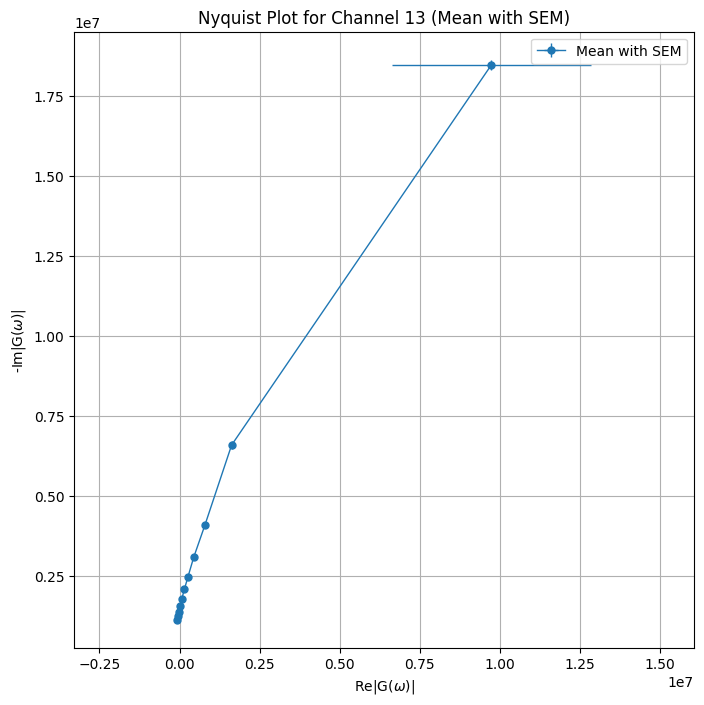 Nyquist Plot for Channel 13 (Mean with SEM)
1e7
Mean with SEM
1.75
1.50
1.25
1.00
0.75
0.50
0.25
-Im|G(ω)|
−0.25 0.00 0.25 0.50 0.75 1.00 1.25 1.50
1e7
Re|G(ω)|